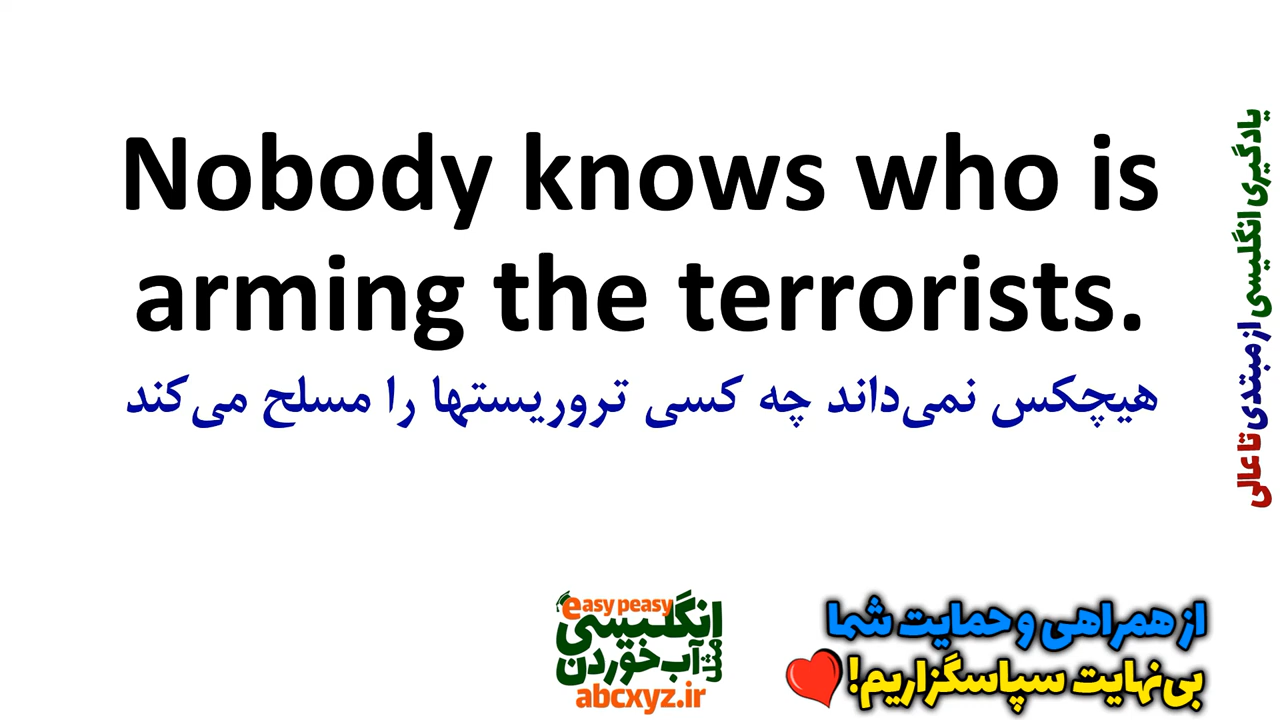 Nobody knows who is
arming the terrorists.
هیچکس نمی‌داند چه کسی تروریستها را مسلح می‌کند
یادگیری انگلیسی از مبتدی تا عالی
easy peasy
انگلیسی
مثل آب خوردن
abcxyz.ir
از همراهی و حمایت شما
بی‌نهایت سپاسگزاریم!